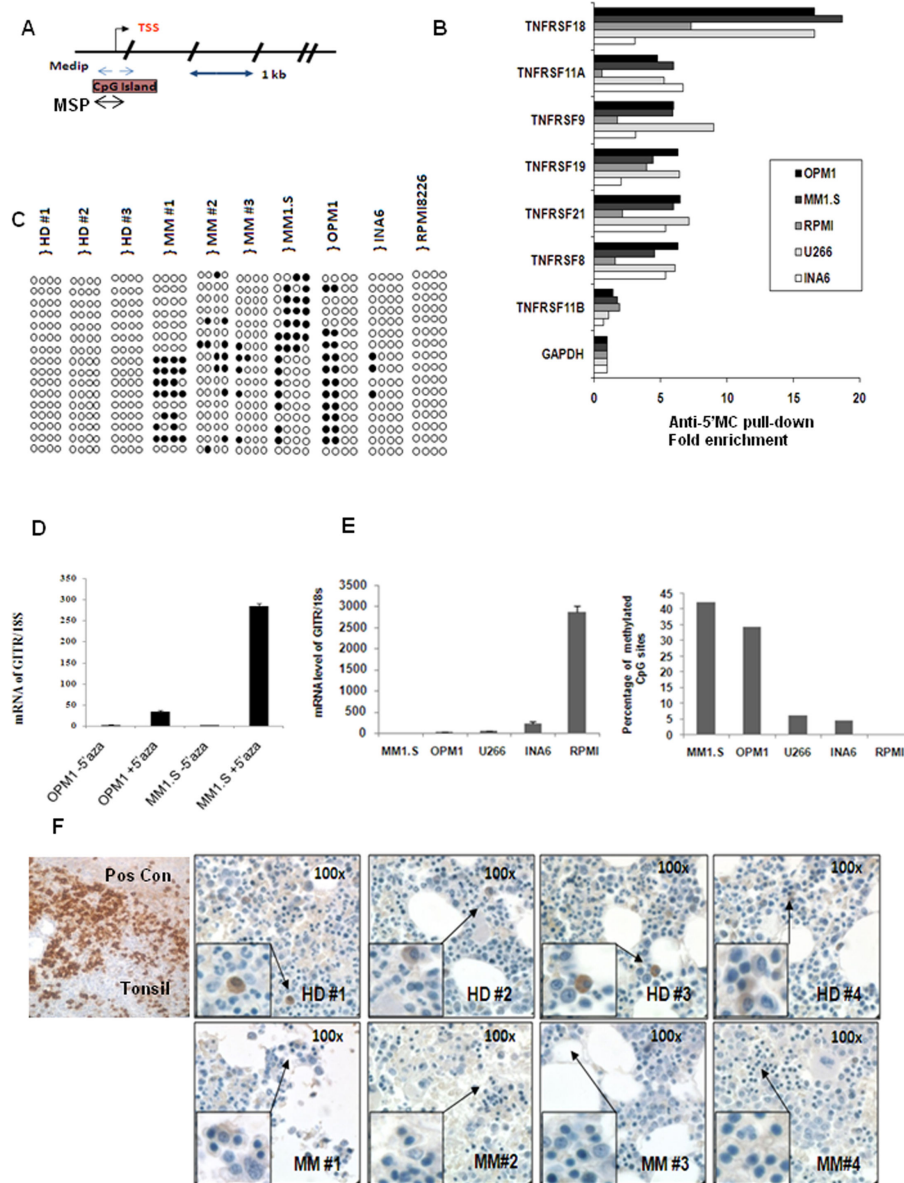 A
TSS
Medip
1 kb
CpG Island
MSP
B
TNFRSF18
TNFRSF11A
TNFRSF9
TNFRSF19
TNFRSF21
TNFRSF8
TNFRSF11B
GAPDH
OPM1
MM1.S
RPMI
U266
INA6
0 5 10 15 20
Anti-5'MC pull-down
Fold enrichment
C
} HD #1
} HD #2
} HD #3
} MM #1
} MM #2
} MM #3
} MM1.S
} OPM1
} INA6
} RPMI8226
D
mRNA of GITR/18S
350
300
250
200
150
100
50
0
OPM1 -5'aza
OPM1 +5'aza
MM1.S -5'aza
MM1.S +5'aza
E
mRNA level of GITR/18s
3500
3000
2500
2000
1500
1000
500
0
MM1.S OPM1 U266 INA6 RPMI
Percentage of methylated
CpG sites
45
40
35
30
25
20
15
10
5
0
MM1.S OPM1 U266 INA6 RPMI
F
Pos Con
Tonsil
100x
HD #1
100x
HD #2
100x
HD #3
100x
HD #4
100x
MM #1
100x
MM#2
100x
MM #3
100x
MM#4